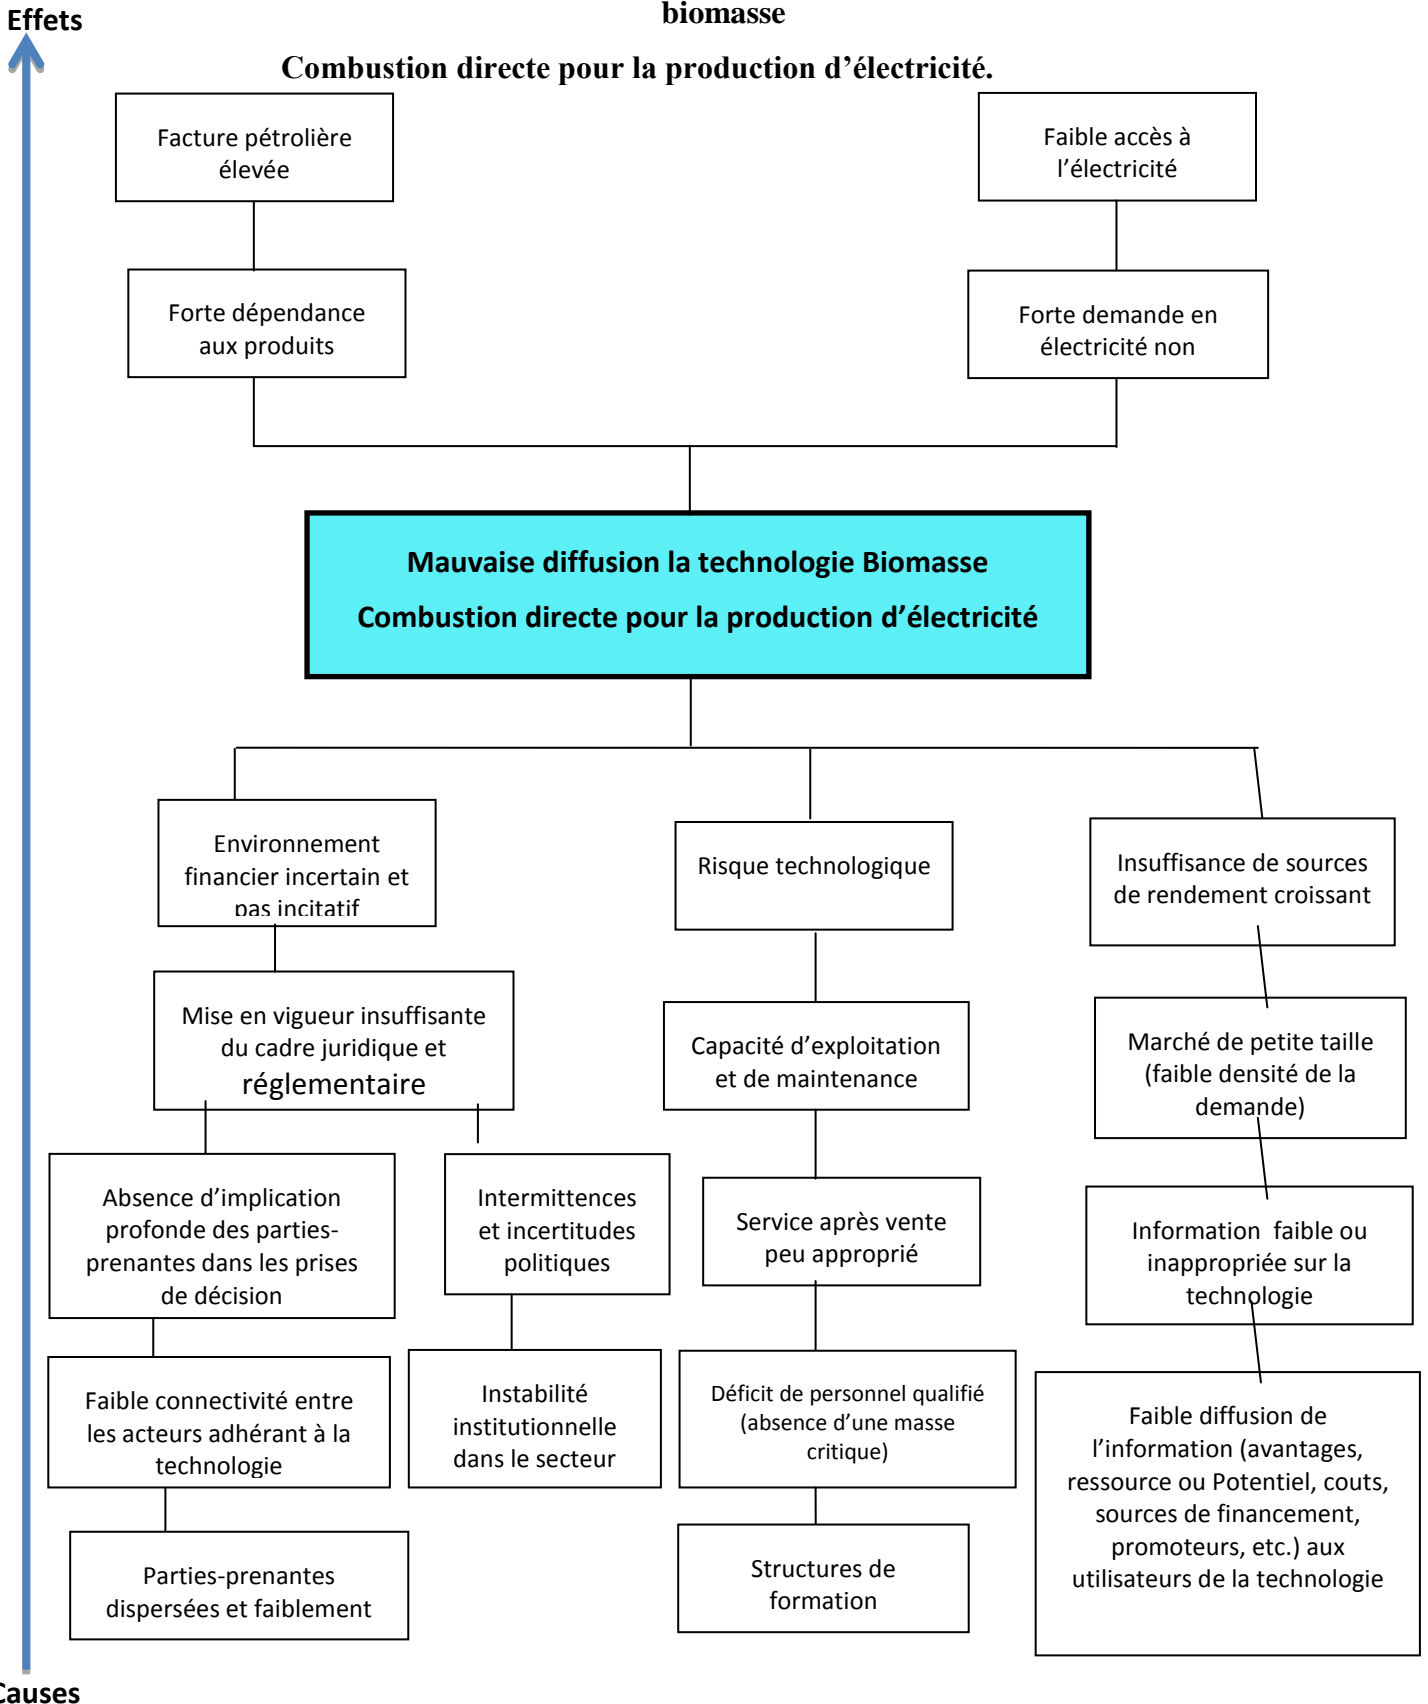 biomasse
Effets
Combustion directe pour la production d’électricité.
Facture pétrolière
élevée
Faible accès à
l’électricité
Forte dépendance
aux produits
Forte demande en
électricité non
Mauvaise diffusion la technologie Biomasse
Combustion directe pour la production d’électricité
Environnement
financier incertain et
pas incitatif
Risque technologique
Insuffisance de sources
de rendement croissant
Mise en vigueur insuffisante
du cadre juridique et
réglementaire
Capacité d’exploitation
et de maintenance
Marché de petite taille
(faible densité de la
demande)
Absence d’implication
profonde des parties-
prenantes dans les prises
de décision
Intermittences
et incertitudes
politiques
Service après vente
peu approprié
Information  faible ou
inappropriée sur la
technologie
Faible connectivité entre
les acteurs adhérant à la
technologie
Instabilité
institutionnelle
dans le secteur
Déficit de personnel qualifié
(absence d’une masse
critique)
Faible diffusion de
l’information (avantages,
ressource ou Potentiel, couts,
sources de financement,
promoteurs, etc.) aux
utilisateurs de la technologie
Parties-prenantes
dispersées et faiblement
Structures de
formation
Causes